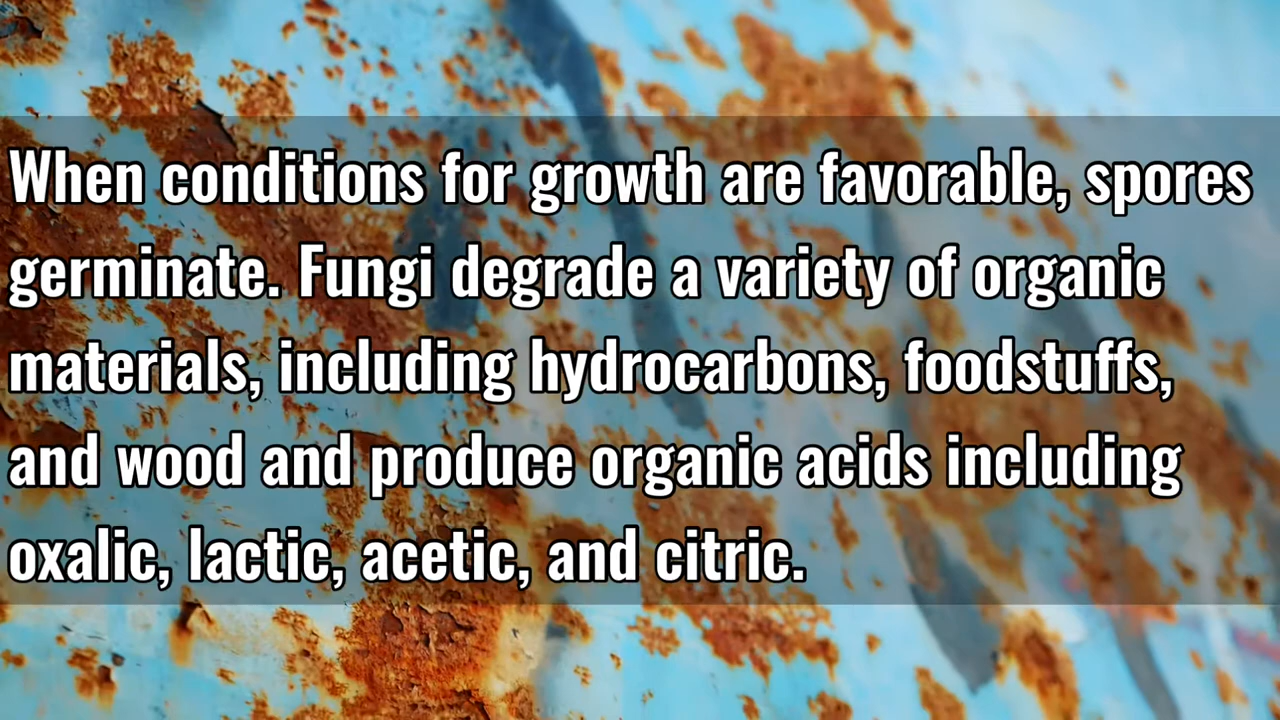 When conditions for growth are favorable, spores
germinate. Fungi degrade a variety of organic
materials, including hydrocarbons, foodstuffs,
and wood and produce organic acids including
oxalic, lactic, acetic, and citric.